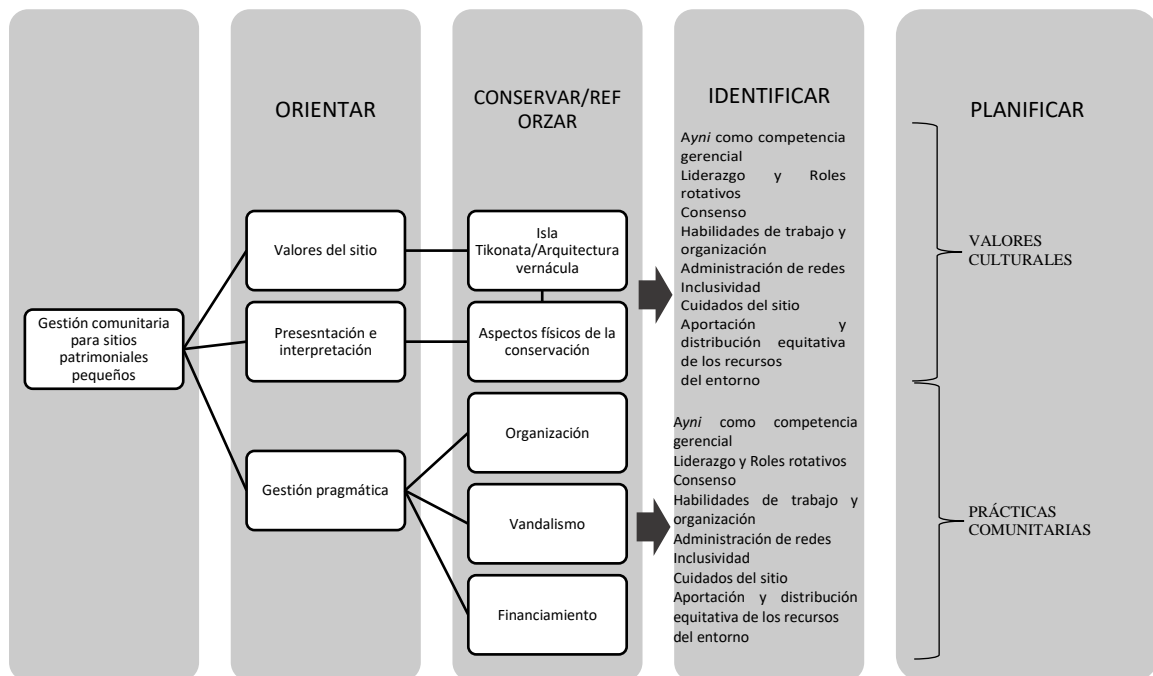 Gestión comunitaria
para sitios
patrimoniales
pequeños
ORIENTAR
Valores del sitio
Presesntación e
interpretación
Gestión pragmática
CONSERVAR/REF
ORZAR
Isla
Tikonata/Arquitectura
vernácula
Aspectos físicos de la
conservación
Organización
Vandalismo
Financiamiento
IDENTIFICAR
Ayni como competencia
gerencial
Liderazgo y Roles
rotativos
Consenso
Habilidades de trabajo y
organización
Administración de redes
Inclusividad
Cuidados del sitio
Aportación y
distribución equitativa
de los recursos
del entorno
Ayni como competencia
gerencial
Liderazgo y Roles rotativos
Consenso
Habilidades de trabajo y
organización
Administración de redes
Inclusividad
Cuidados del sitio
Aportación y distribución
equitativa de los recursos
del entorno
PLANIFICAR
VALORES
CULTURALES
PRÁCTICAS
COMUNITARIAS